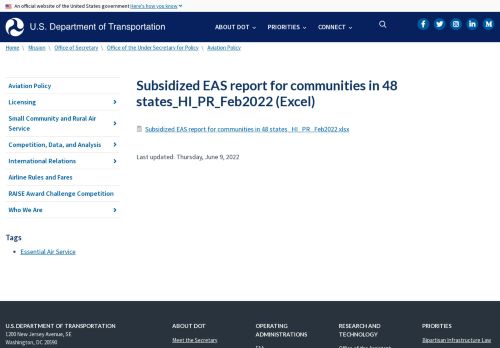 An official website of the United States government Here's how you know
U.S. Department of Transportation
ABOUT DOT
PRIORITIES
CONNECT
Home \ Mission \ Office of Secretary \ Office of the Under Secretary for Policy \ Aviation Policy
Aviation Policy
Licensing
Small Community and Rural Air
Service
Competition, Data, and Analysis
International Relations
Airline Rules and Fares
RAISE Award Challenge Competition
Who We Are
Tags
Essential Air Service
Subsidized EAS report for communities in 48
states_HI_PR_Feb2022 (Excel)
Subsidized EAS report for communities in 48 states_HI_PR_Feb2022.xlsx
Last updated: Thursday, June 9, 2022
U.S. DEPARTMENT OF TRANSPORTATION
1200 New Jersey Avenue, SE
Washington, DC 20590
ABOUT DOT
Meet the Secretary
OPERATING
ADMINISTRATIONS
FAA
RESEARCH AND
TECHNOLOGY
Office of the Assistant
PRIORITIES
Bipartisan Infrastructure Law